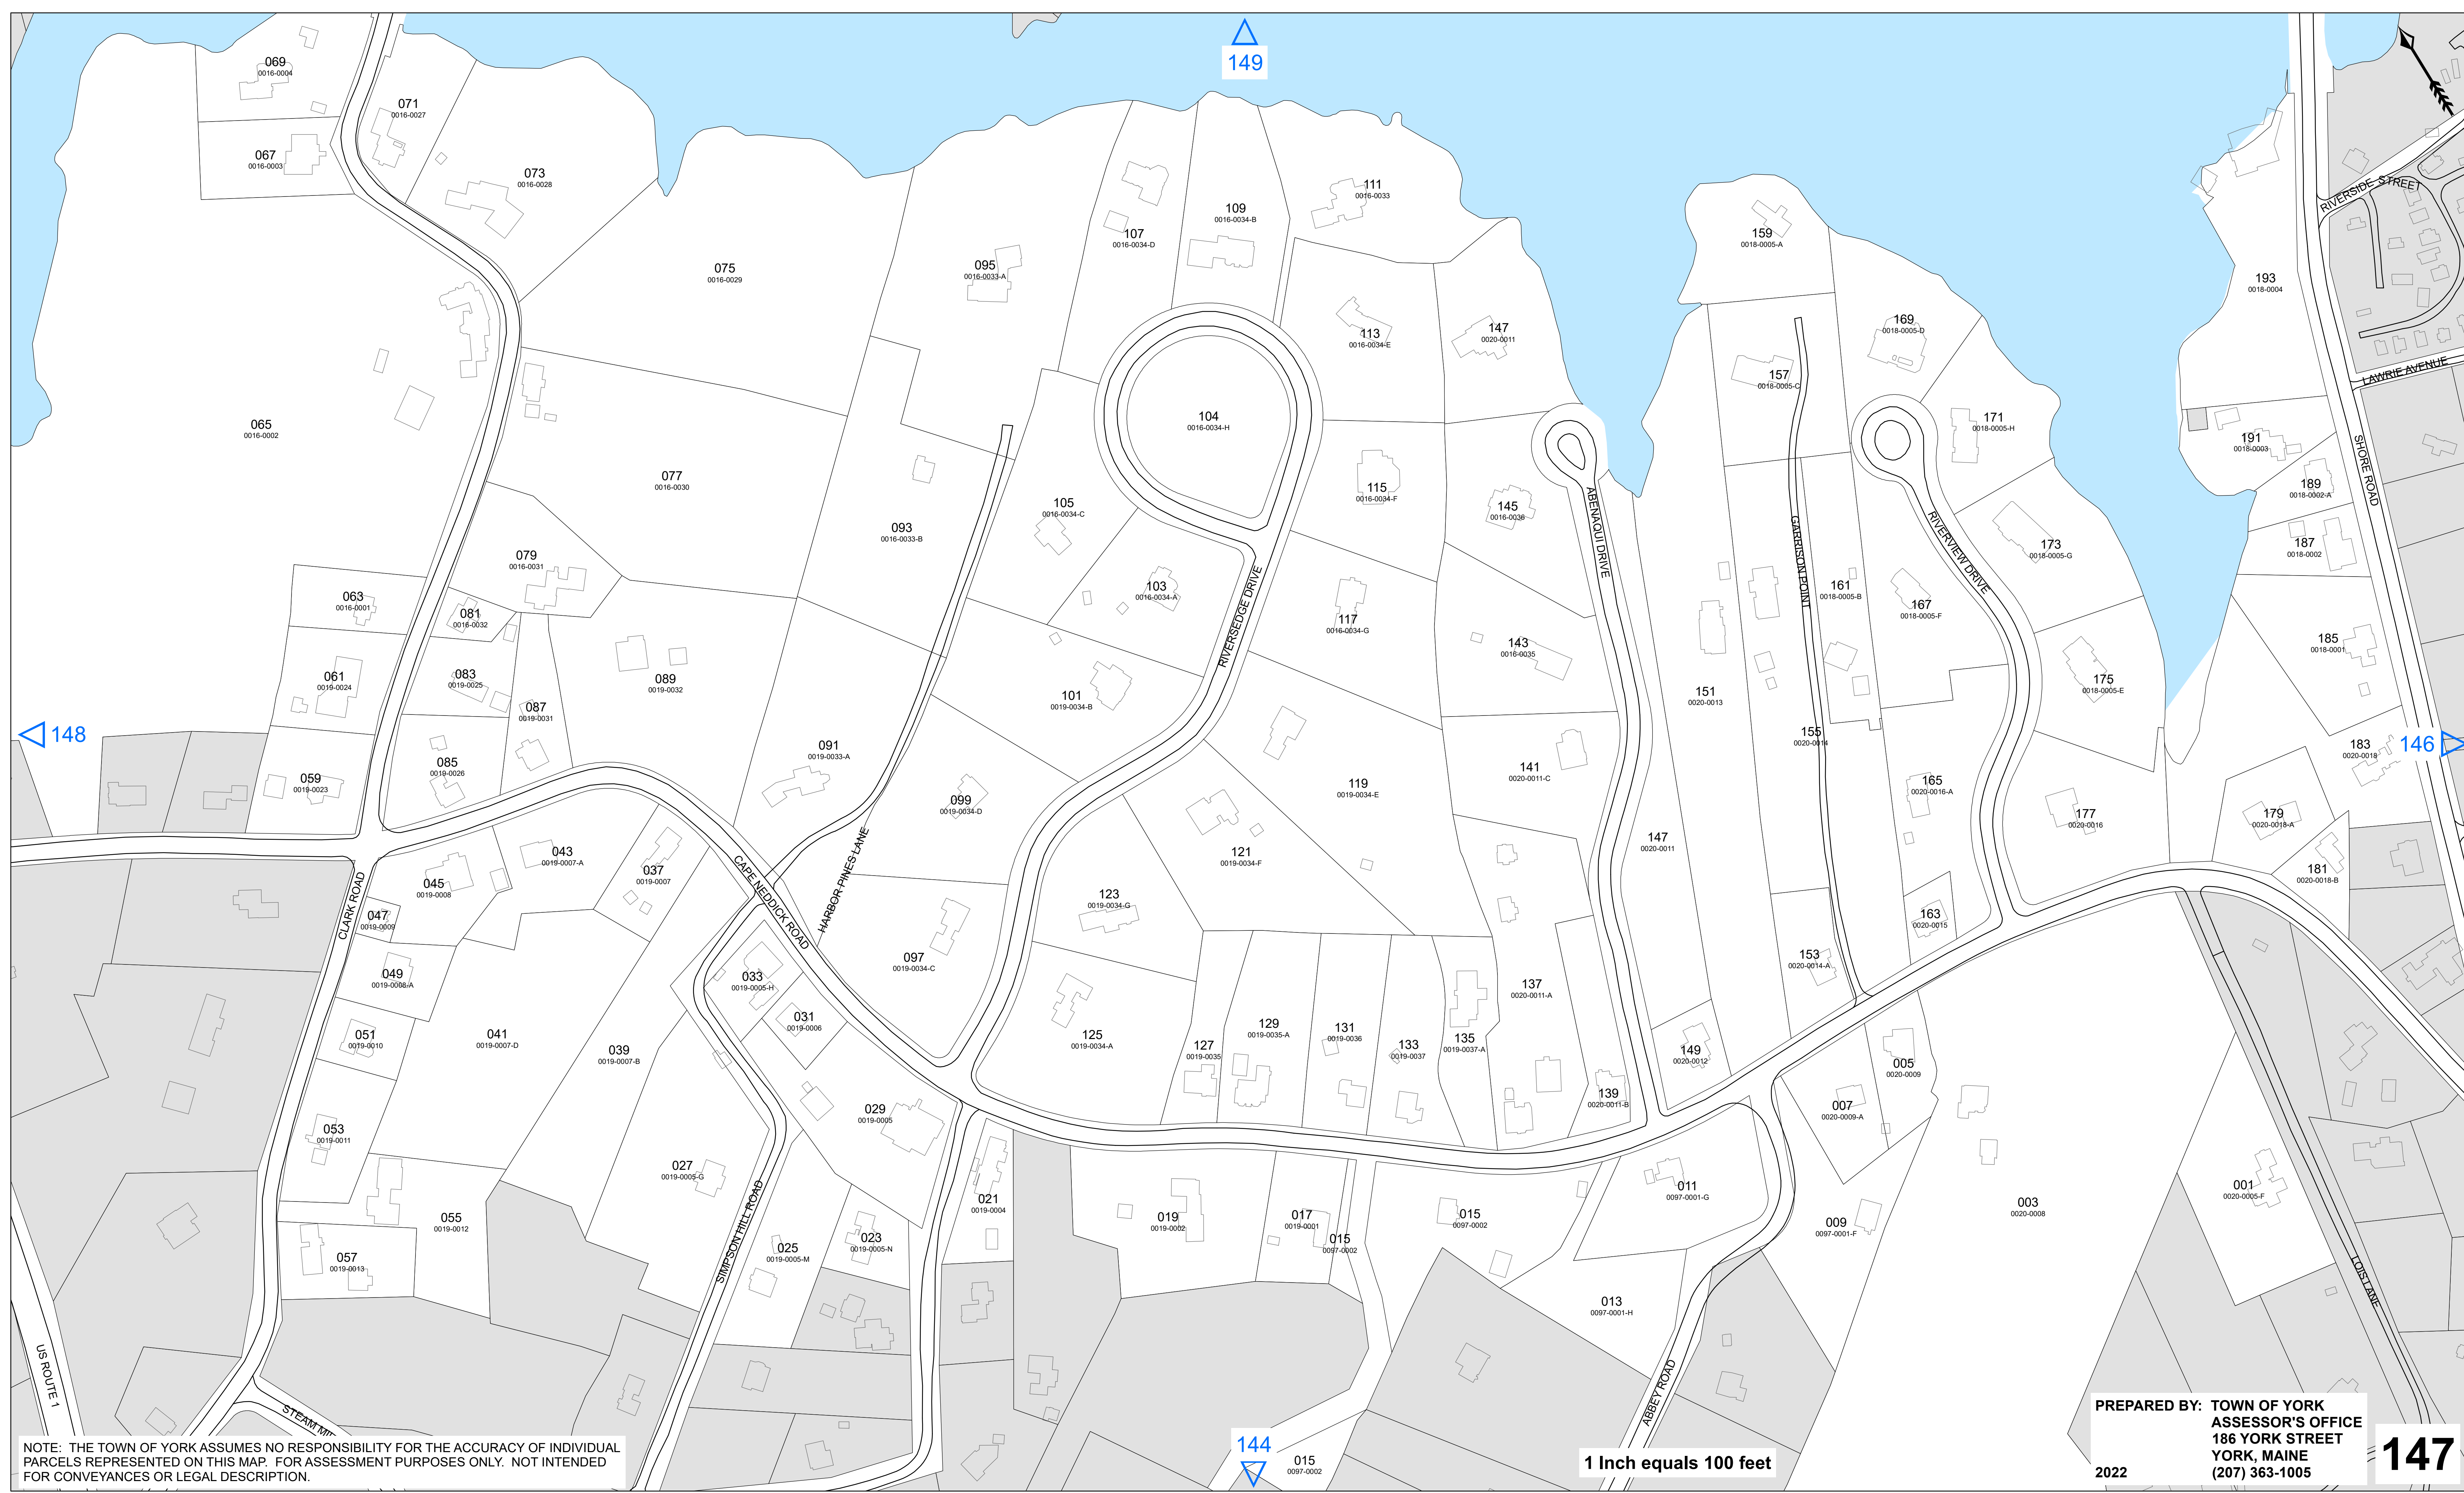 149
069
0016-0004
071
0016-0027
067
0016-0003
073
0016-0028
075
0016-0029
095
0016-0033-A
107
0016-0034-D
109
0016-0034-B
111
0016-0033
113
0016-0034-E
147
0020-0011
159
0018-0005-A
157
0018-0005-C
169
0018-0005-D
171
0018-0005-H
193
0018-0004
RIVERSIDE STREET
LAWRIE AVENUE
SHORE ROAD
191
0018-0003
189
0018-0002-A
187
0018-0002
185
0018-0001
065
0016-0002
077
0016-0030
104
0016-0034-H
093
0016-0033-B
105
0016-0034-C
115
0016-0034-F
145
0016-0036
ABENAQUI DRIVE
GARRISON POINT
RIVERVIEW DRIVE
173
0018-0005-G
161
0018-0005-B
167
0018-0005-F
175
0018-0005-E
079
0016-0031
063
0016-0001
081
0016-0032
103
0016-0034-A
RIVERSEDGE DRIVE
117
0016-0034-G
143
0016-0035
061
0019-0024
083
0019-0025
087
0019-0031
089
0019-0032
101
0019-0034-B
151
0020-0013
155
0020-0014
148
146
183
0020-0018
059
0019-0023
085
0019-0026
091
0019-0033-A
099
0019-0034-D
119
0019-0034-E
141
0020-0011-C
165
0020-0016-A
177
0020-0016
179
0020-0018-A
181
0020-0018-B
147
0020-0011
043
0019-0007-A
037
0019-0007
045
0019-0008
CAPE NEDDICK ROAD
HARBOR PINES LANE
121
0019-0034-F
123
0019-0034-G
CLARK ROAD
047
0019-0009
049
0019-0008-A
097
0019-0034-C
163
0020-0015
153
0020-0014-A
033
0019-0005-H
031
0019-0006
137
0020-0011-A
051
0019-0010
041
0019-0007-D
039
0019-0007-B
125
0019-0034-A
127
0019-0035
129
0019-0035-A
131
0019-0036
133
0019-0037
135
0019-0037-A
149
0020-0012
005
0020-0009
139
0020-0011-B
007
0020-0009-A
053
0019-0011
029
0019-0005
027
0019-0005-G
SIMPSON HILL ROAD
021
0019-0004
055
0019-0012
057
0019-0013
025
0019-0005-M
023
0019-0005-N
019
0019-0002
017
0019-0001
015
0097-0002
015
0097-0002
011
0097-0001-G
009
0097-0001-F
003
0020-0008
001
0020-0005-F
LOIS LANE
013
0097-0001-H
ABBEY ROAD
US ROUTE 1
STEAM MIL
144
015
0097-0002
NOTE: THE TOWN OF YORK ASSUMES NO RESPONSIBILITY FOR THE ACCURACY OF INDIVIDUAL
PARCELS REPRESENTED ON THIS MAP. FOR ASSESSMENT PURPOSES ONLY. NOT INTENDED
FOR CONVEYANCES OR LEGAL DESCRIPTION.
1 Inch equals 100 feet
PREPARED BY: TOWN OF YORK
ASSESSOR'S OFFICE
186 YORK STREET
YORK, MAINE
2022 (207) 363-1005
147